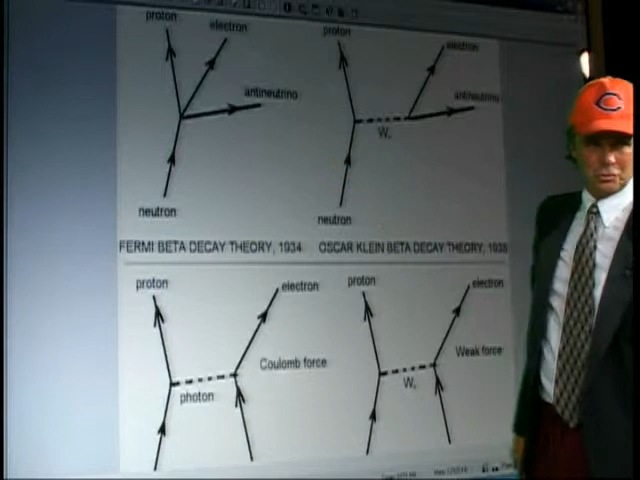 proton
electron
antineutrino
neutron
FERMI BETA DECAY THEORY, 1934
proton
electron
antineutrino
W
neutron
OSCAR KLEIN BETA DECAY THEORY, 1938
proton
electron
Coulomb force
photon
proton
electron
Weak force
W
C